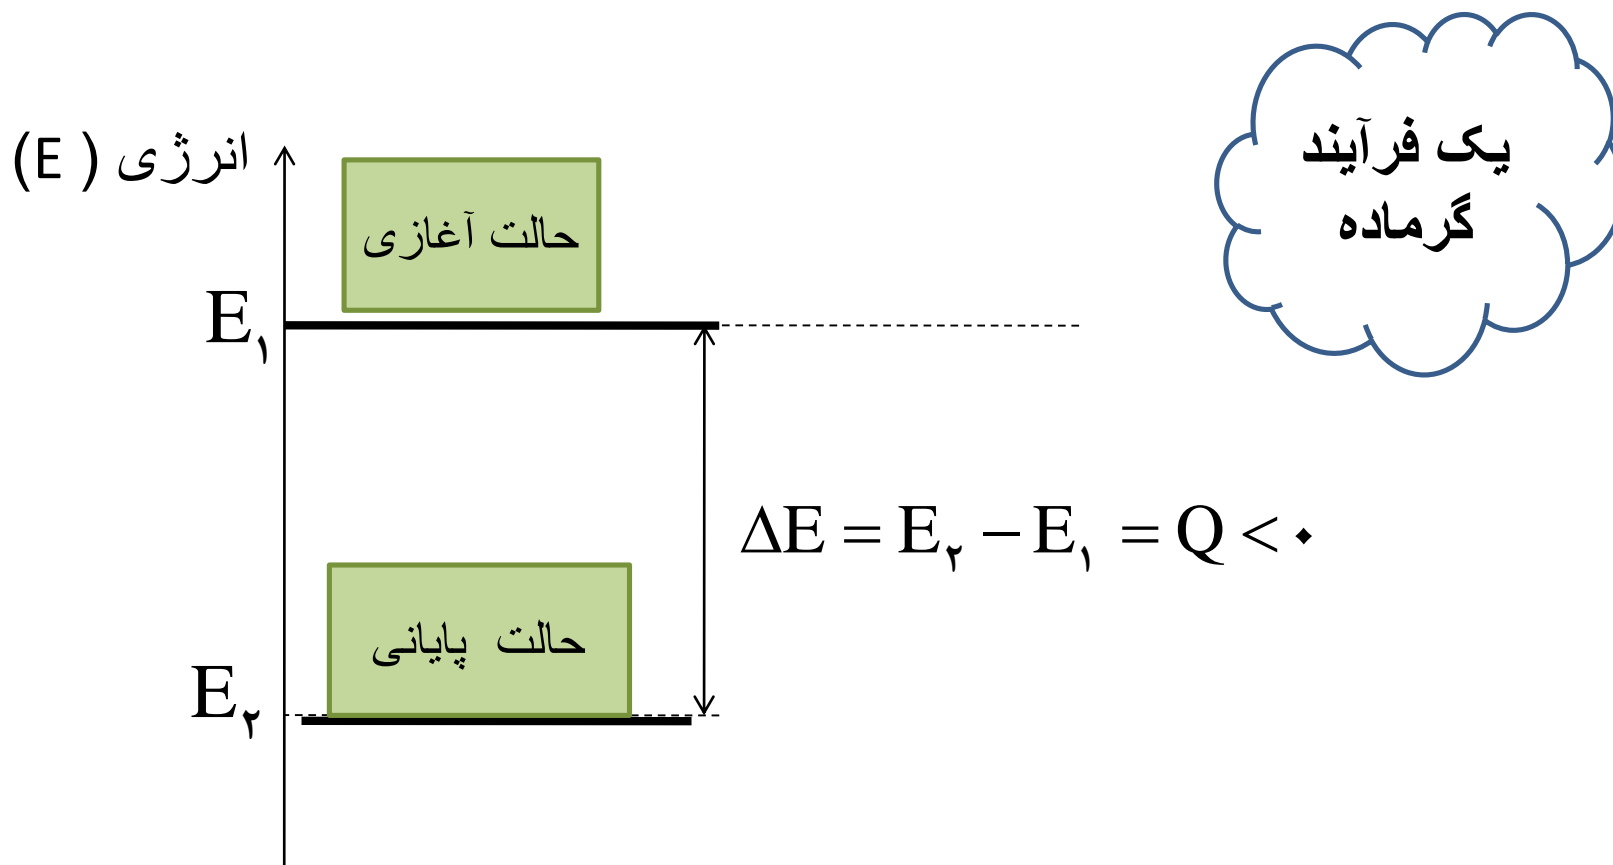 یک فرآیند
گرماده
انرژی ( E)
حالت آغازی
E۱
ΔE = E۲ − E۱ = Q < ۰
حالت پایانی
E۲